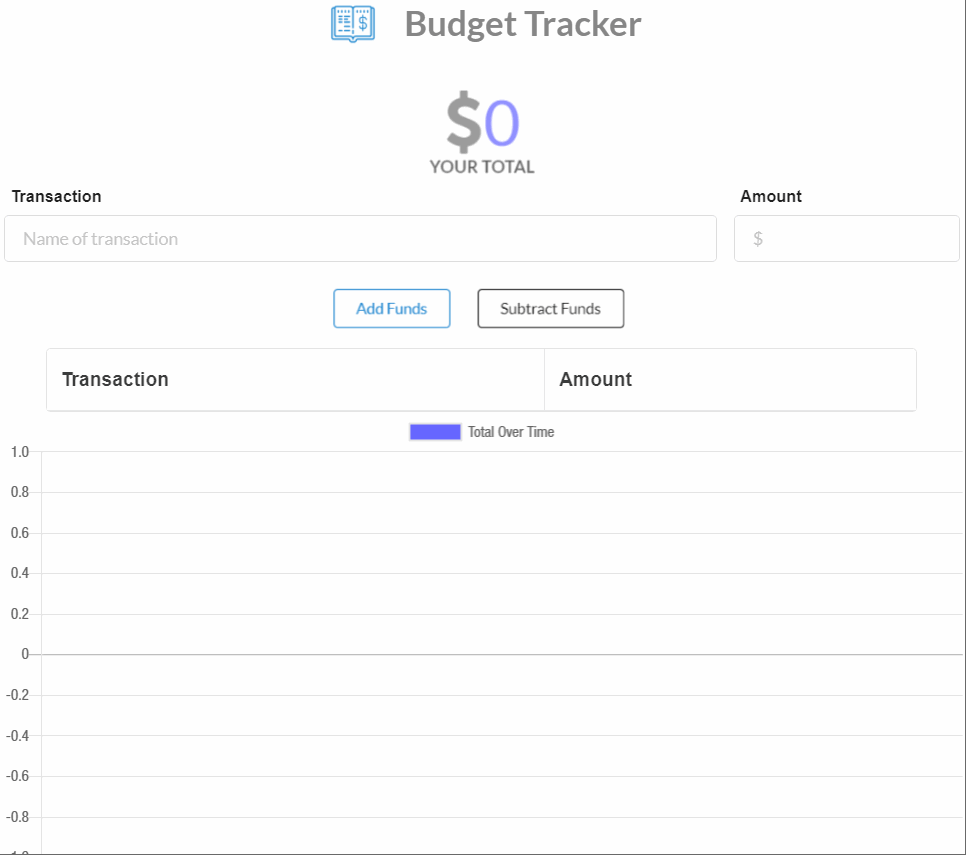 Budget Tracker
$0
YOUR TOTAL
Transaction Amount
Name of transaction $
Add Funds Subtract Funds
Transaction Amount
Total Over Time
1.0
0.8
0.6
0.4
0.2
0
-0.2
-0.4
-0.6
-0.8